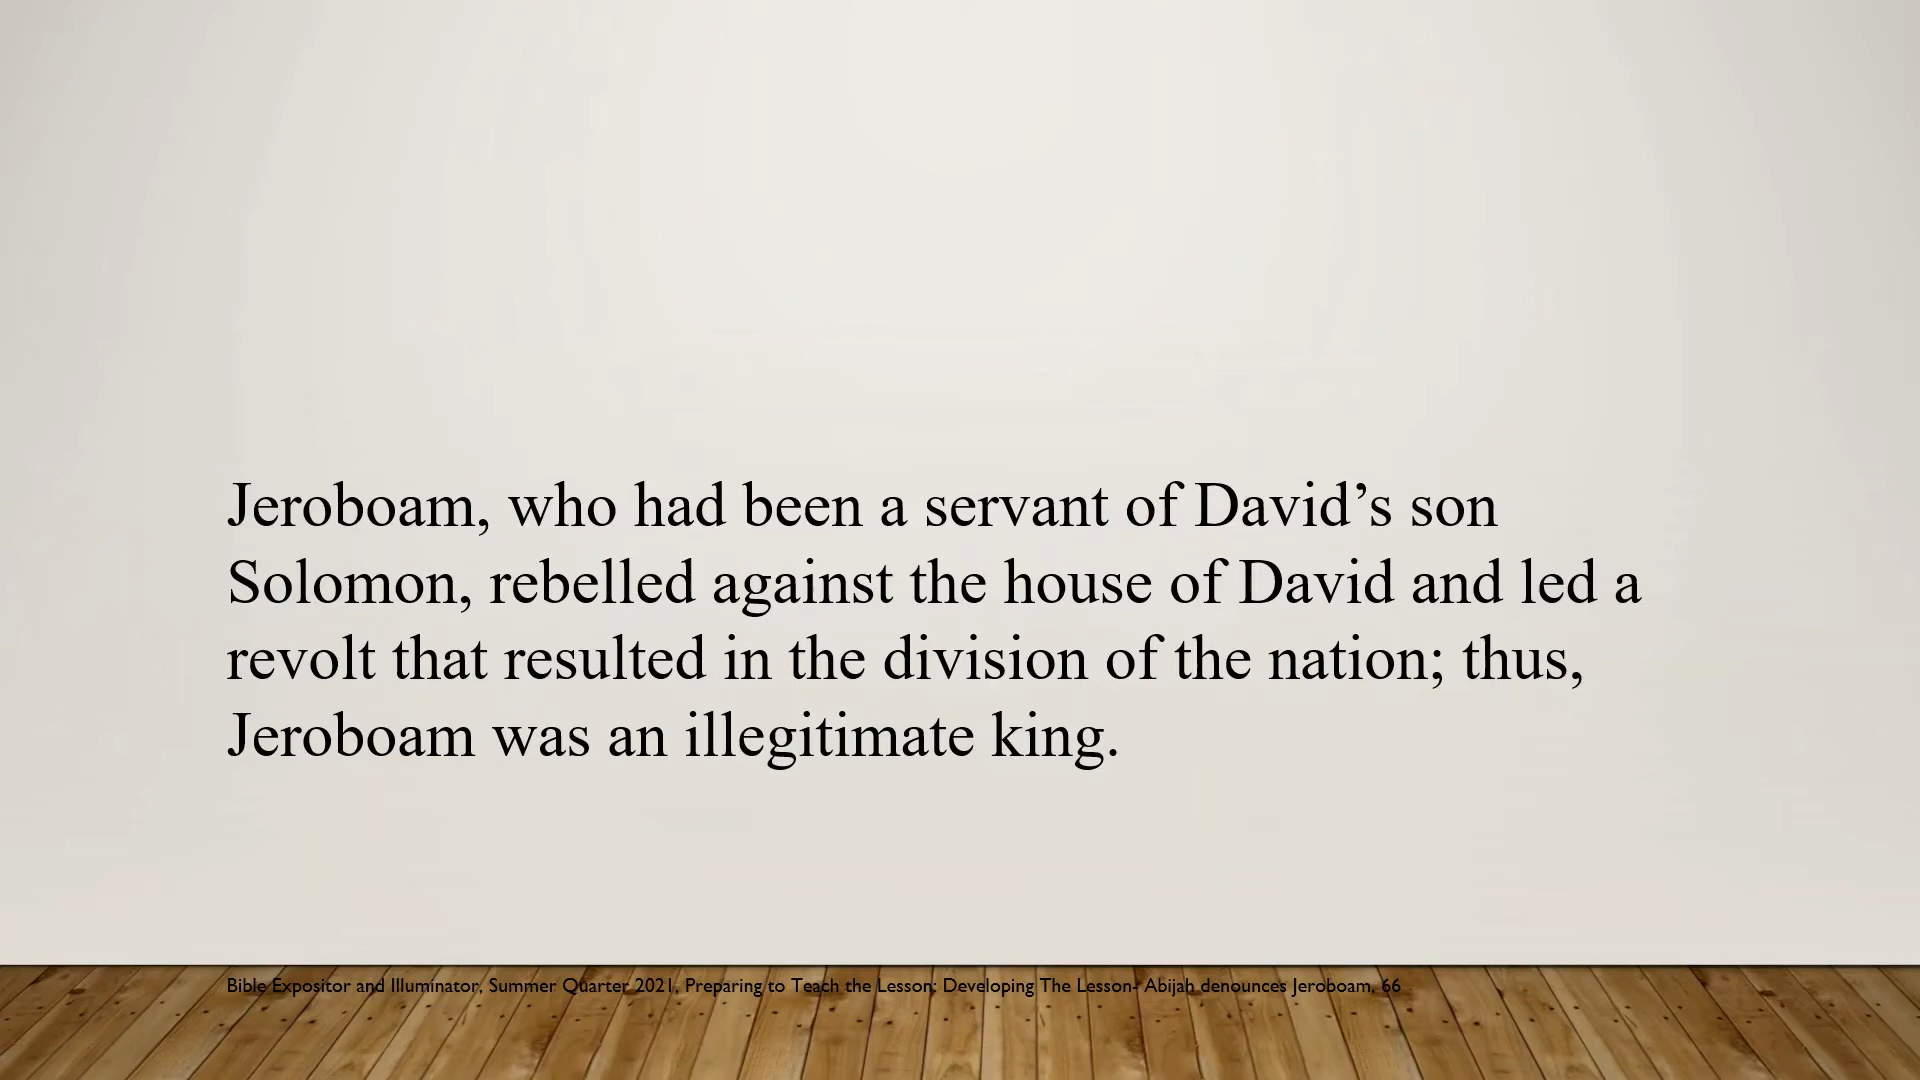 Jeroboam, who had been a servant of David’s son
Solomon, rebelled against the house of David and led a
revolt that resulted in the division of the nation; thus,
Jeroboam was an illegitimate king.
Bible Expositor and Illuminator, Summer Quarter 2021, Preparing to Teach the Lesson: Developing The Lesson- Abijah denounces Jeroboam, 66